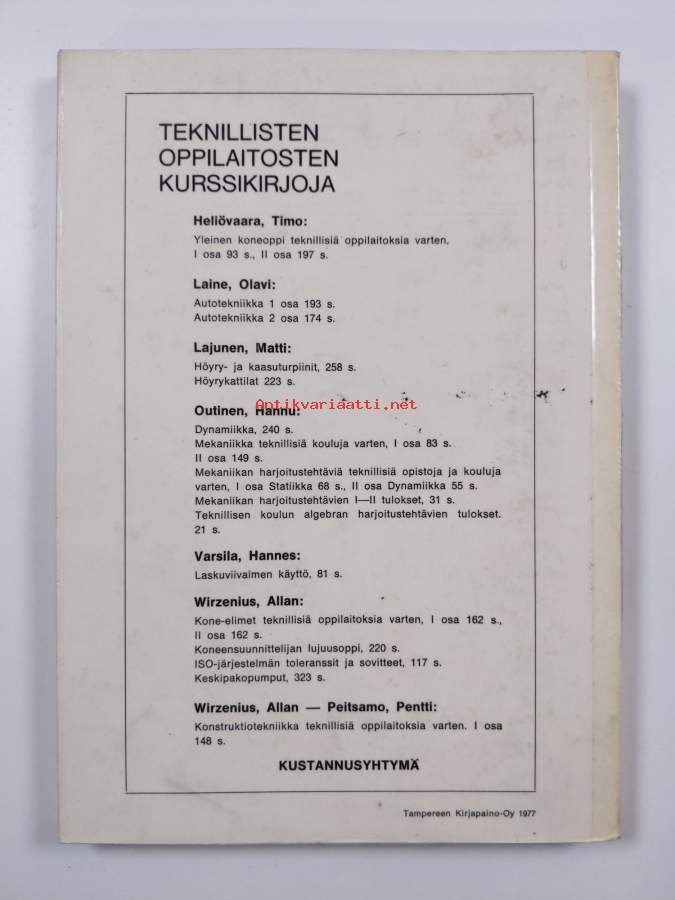 TEKNILLISTEN
OPPILAITOSTEN
KURSSIKIRJOJA
Heliövaara, Timo:
Yleinen koneoppi teknillisiä oppilaitoksia varten,
I osa 93 s., II osa 197 s.
Laine, Olavi:
Autotekniikka 1 osa 193 s.
Autotekniikka 2 osa 174 s.
Lajunen, Matti:
Höyry- ja kaasuturpiinit, 258 s.
Höyrykattilat 223 s.
Antikvariaatti.net
Outinen, Hannu:
Dynamiikka, 240 s.
Mekaniikka teknillisiä kouluja varten, I osa 83 s.
II osa 149 s.
Mekaniikan harjoitustehtäviä teknillisiä opistoja ja kouluja
varten, I osa Statiikka 68 s., II osa Dynamiikka 55 s.
Mekaniikan harjoitustehtävien I—II tulokset, 31 s.
Teknillisen koulun algebran harjoitustehtävien tulokset.
21 s.
Varsila, Hannes:
Laskuviivaimen käyttö, 81 s.
Wirzenius, Allan:
Kone-elimet teknillisiä oppilaitoksia varten, I osa 162 s.,
II osa 162 s.
Koneensuunnittelijan lujuusoppi, 220 s.
ISO-järjestelmän toleranssit ja sovitteet, 117 s.
Keskipakopumput, 323 s.
Wirzenius, Allan — Peitsamo, Pentti:
Konstruktiotekniikka teknillisiä oppilaitoksia varten. I osa
148 s.
KUSTANNUSYHTYMÄ
Tampereen Kirjapaino-Oy 1977